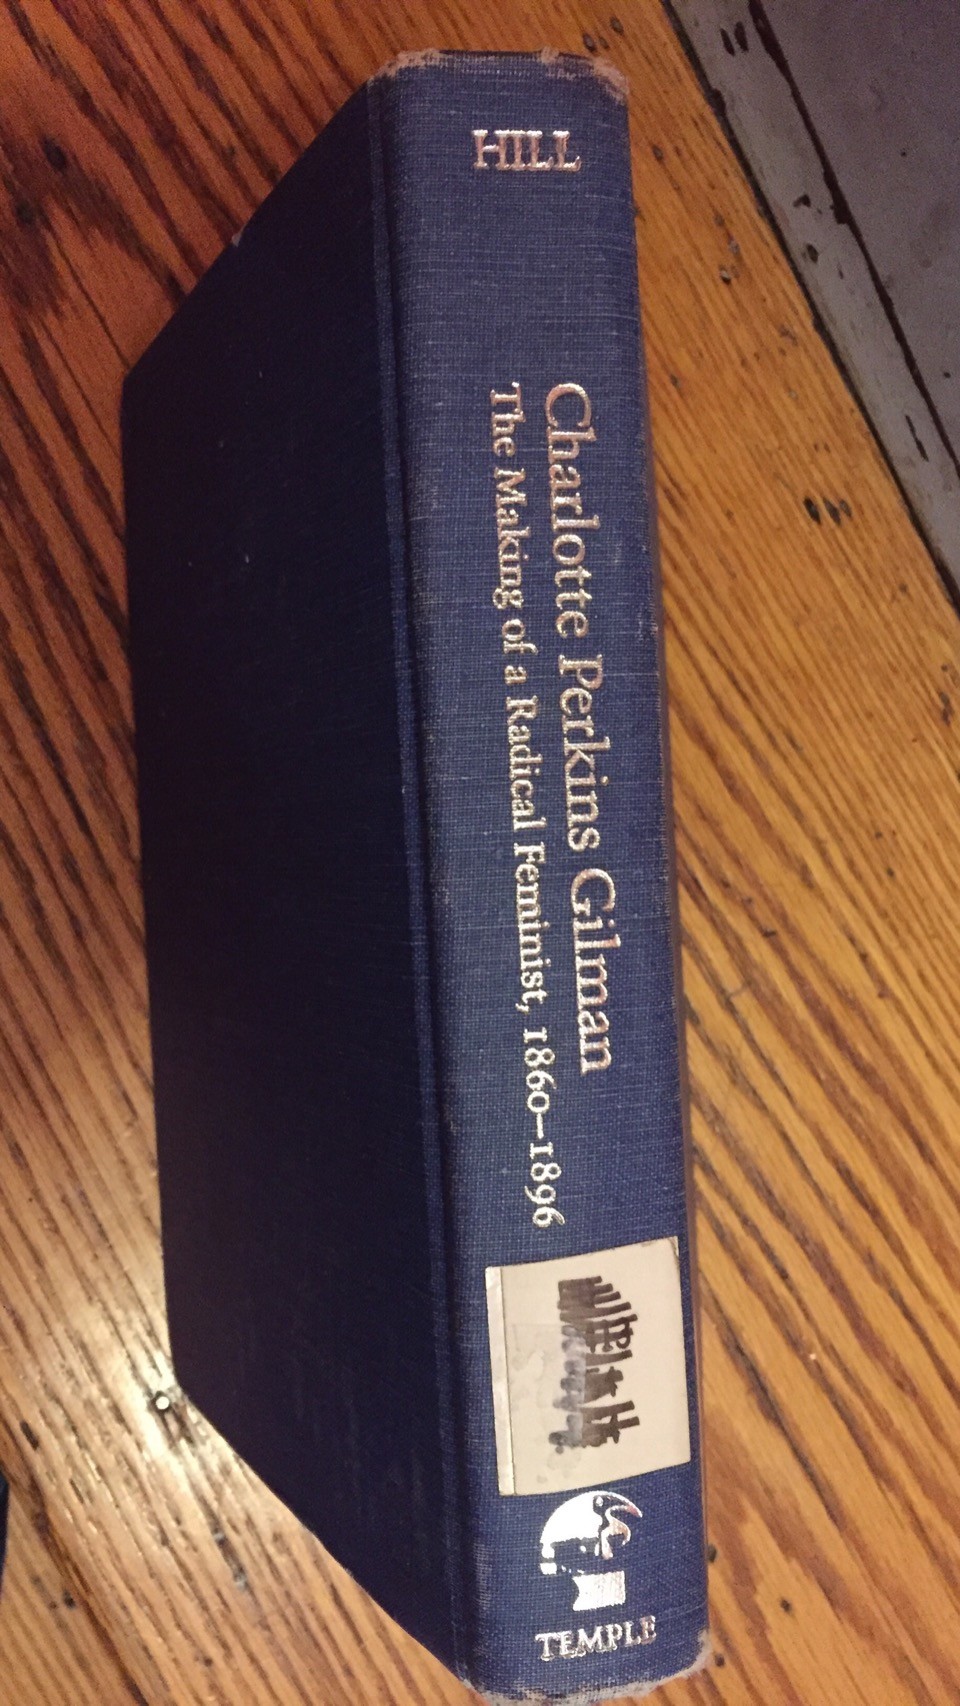 HILL
Charlotte Perkins Gilman
The Making of a Radical Feminist, 1860–1896
TEMPLE